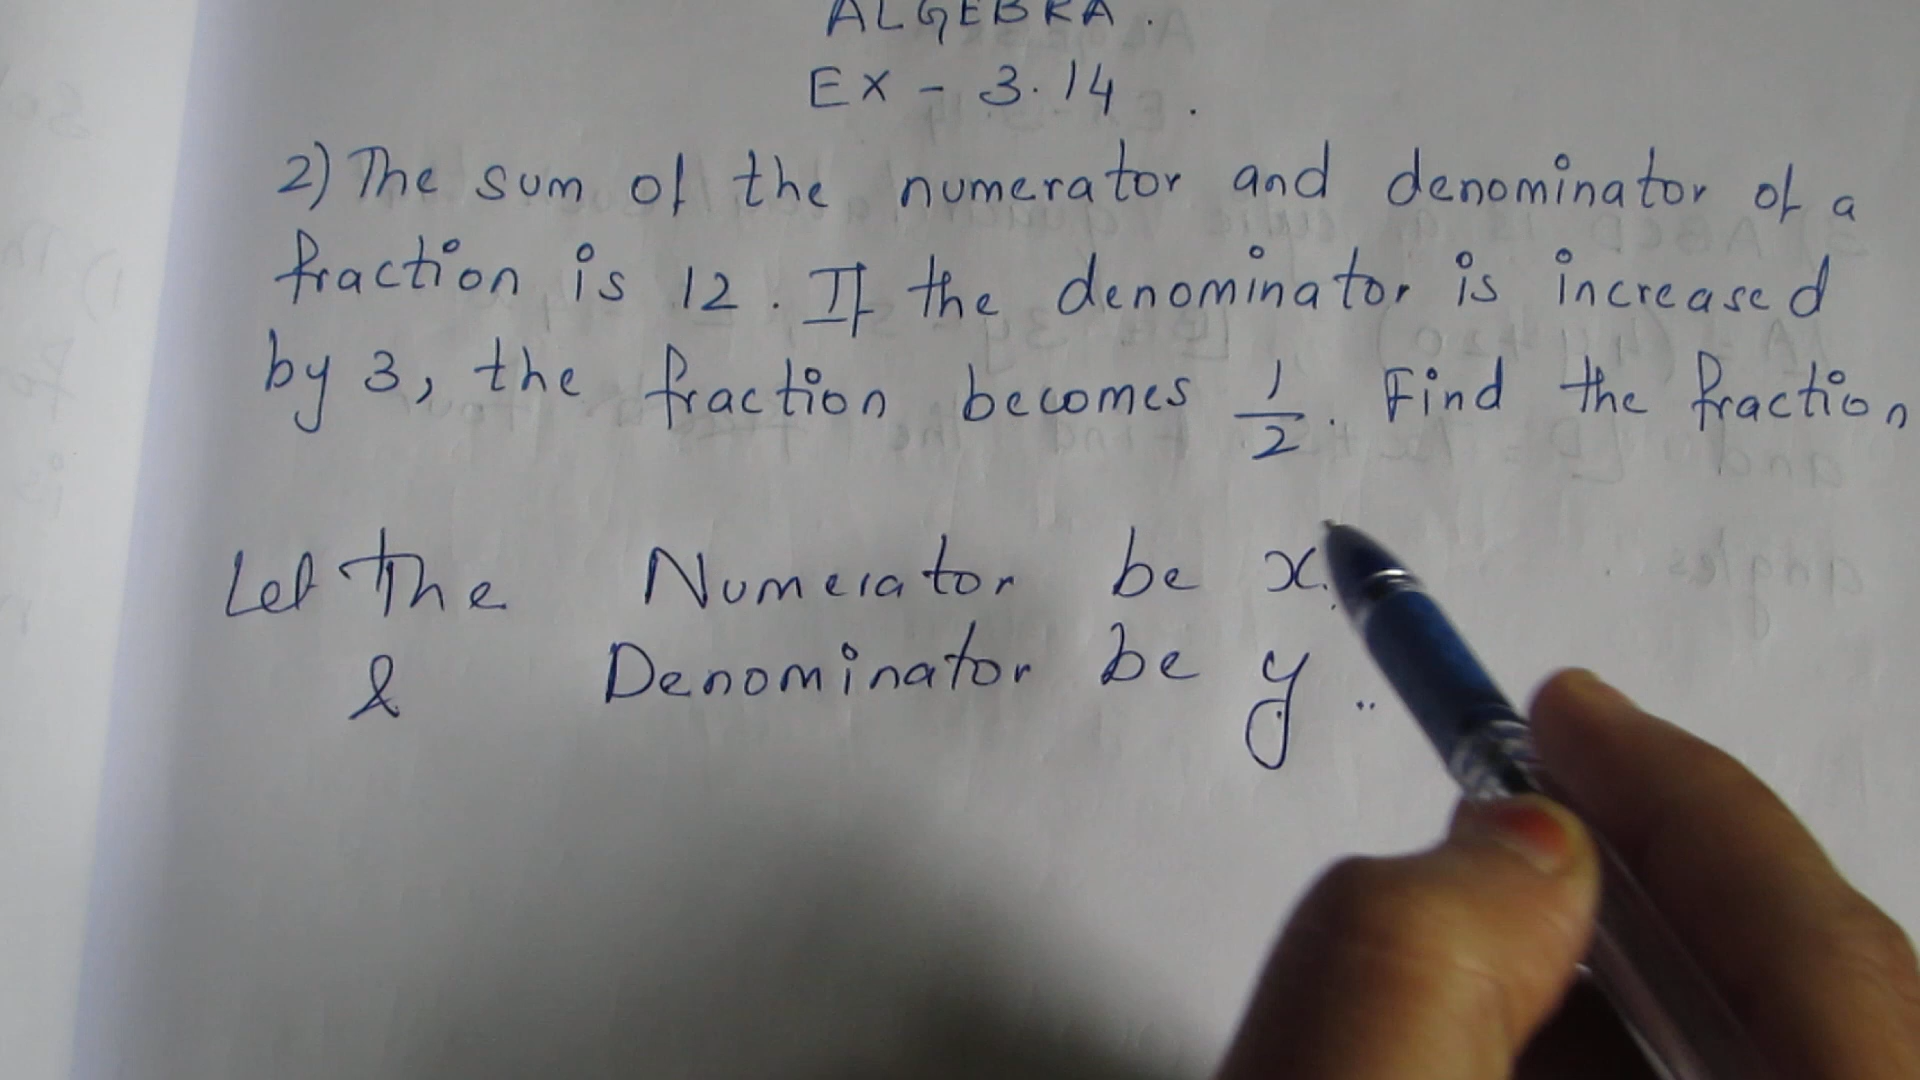 ALGEBRA.
EX - 3.14.
2) The sum of the numerator and denominator of a
fraction is 12. If the denominator is increased
by 3, the fraction becomes 1/2. Find the fraction
Let The Numerator be x.
& Denominator be y..